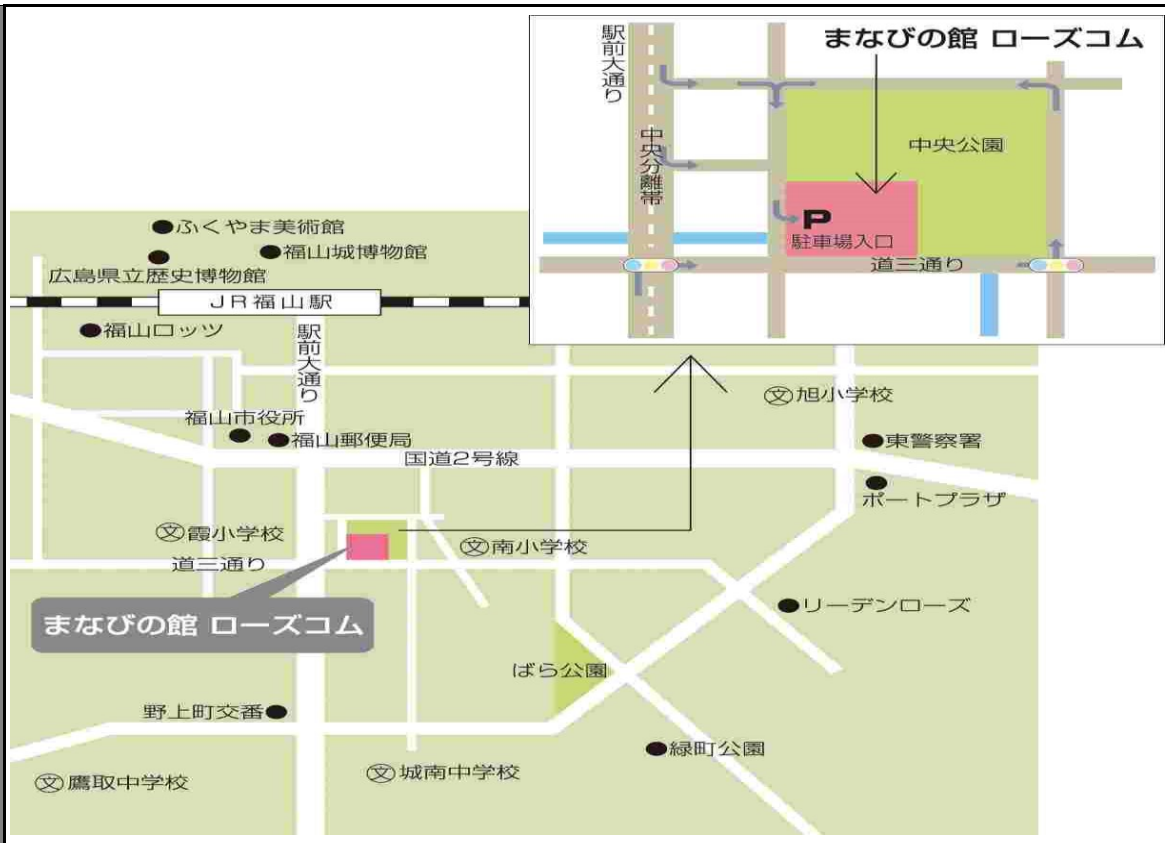 まなびの館 ローズコム
駅前大通り
中央分離帯
中央公園
P
駐車場入口
道三通り
ふくやま美術館
福山城博物館
広島県立歴史博物館
JR福山駅
福山ロッツ
駅前大通り
文旭小学校
福山市役所
福山郵便局
国道2号線
東警察署
ポートプラザ
文霞小学校
文南小学校
道三通り
まなびの館 ローズコム
リーデンローズ
ばら公園
野上町交番
緑町公園
文鷹取中学校
文城南中学校